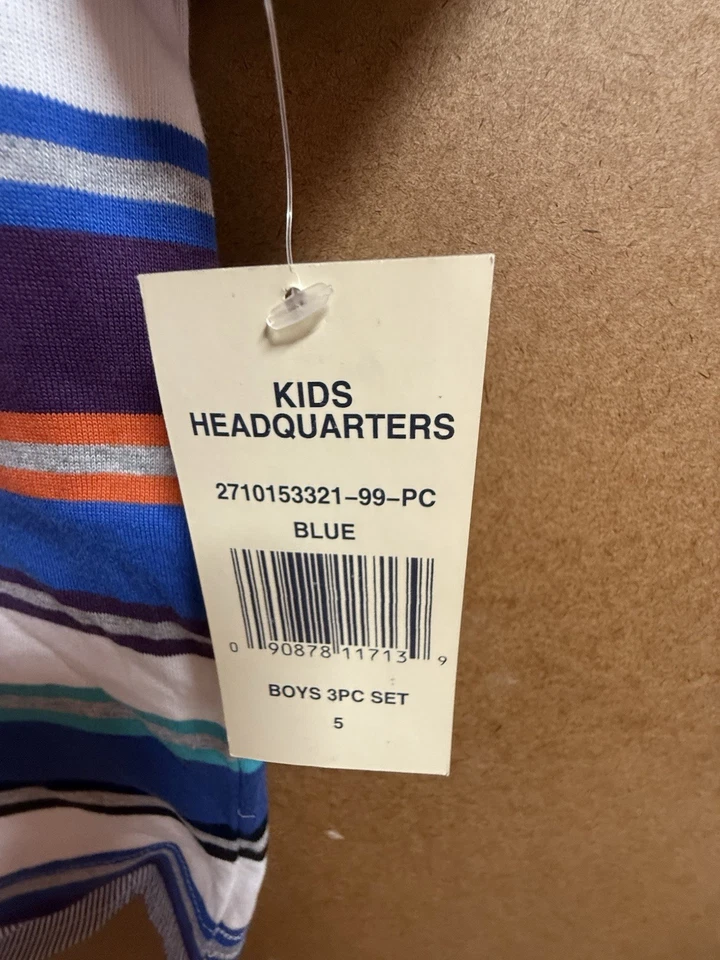 KIDS
HEADQUARTERS
2710153321-99-PC
BLUE
0 90878 11713 9
BOYS 3PC SET
5